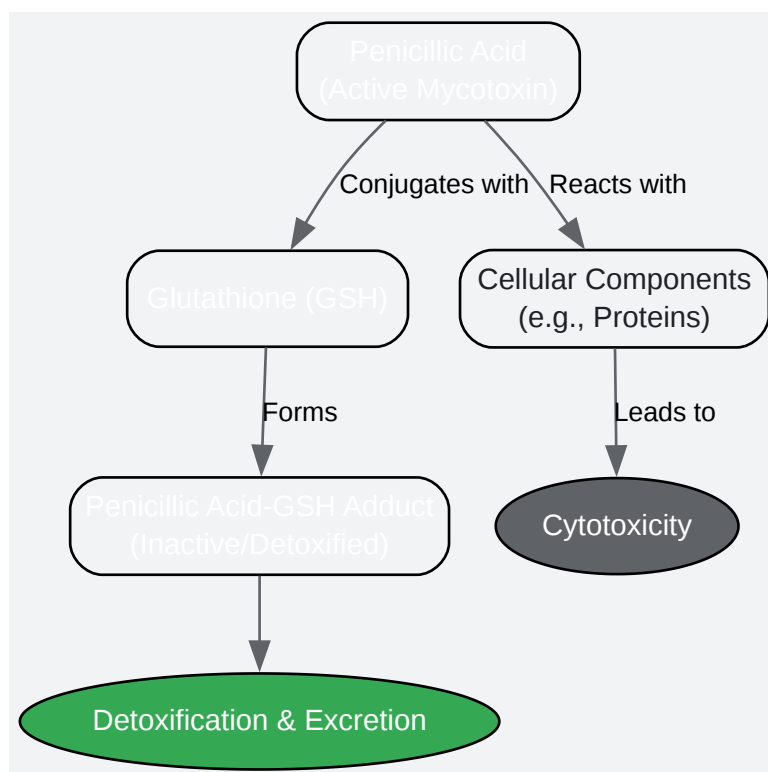 Penicillic Acid
(Active Mycotoxin)
Conjugates with
Reacts with
Glutathione (GSH)
Cellular Components
(e.g., Proteins)
Forms
Leads to
Penicillic Acid-GSH Adduct
(Inactive/Detoxified)
Cytotoxicity
Detoxification & Excretion